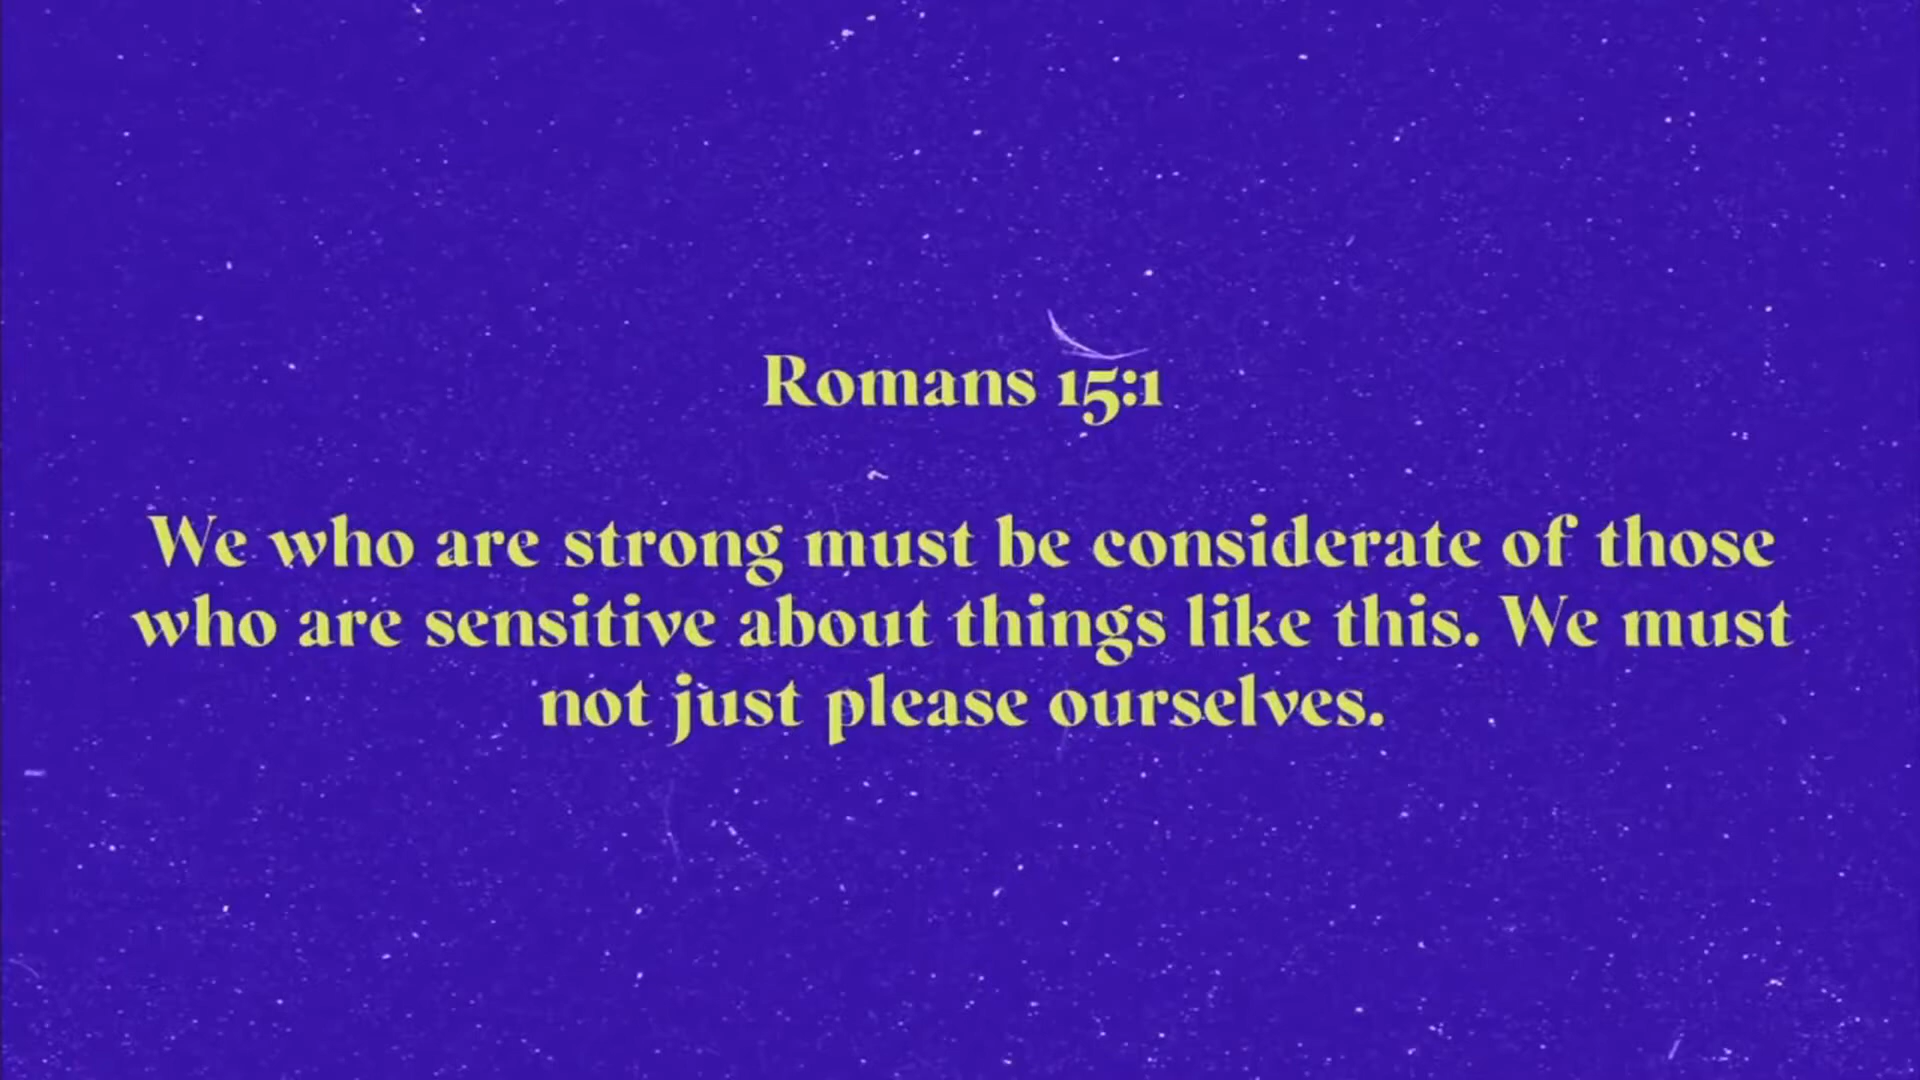 Romans 15:1
We who are strong must be considerate of those
who are sensitive about things like this. We must
not just please ourselves.